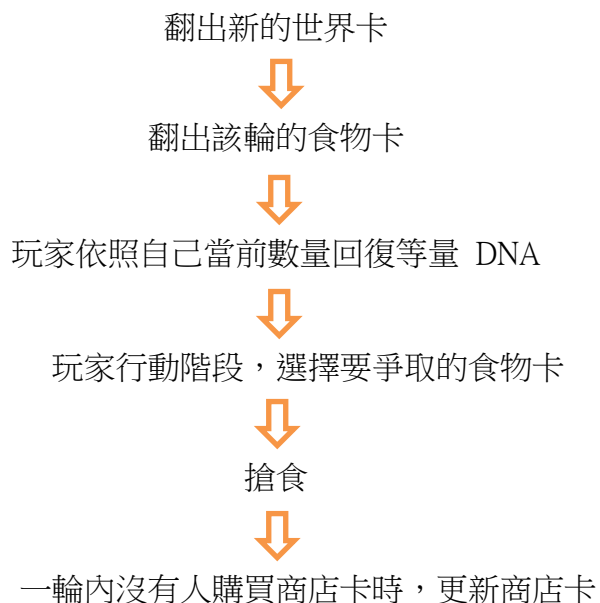 翻出新的世界卡
翻出該輪的食物卡
玩家依照自己當前數量回復等量 DNA
玩家行動階段，選擇要爭取的食物卡
搶食
一輪內沒有人購買商店卡時，更新商店卡